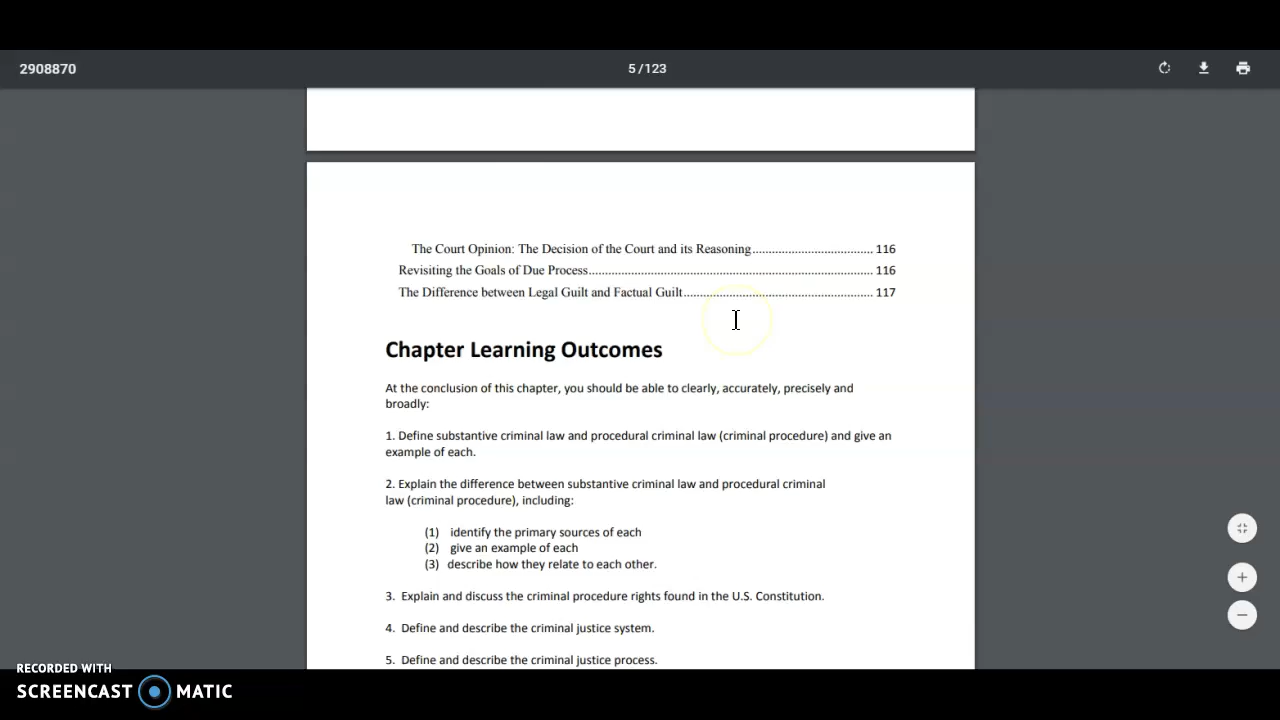 2908870
5 / 123
The Court Opinion: The Decision of the Court and its Reasoning..................................... 116
Revisiting the Goals of Due Process...................................................................................... 116
The Difference between Legal Guilt and Factual Guilt.......................................................... 117
Chapter Learning Outcomes
At the conclusion of this chapter, you should be able to clearly, accurately, precisely and
broadly:
1. Define substantive criminal law and procedural criminal law (criminal procedure) and give an
example of each.
2. Explain the difference between substantive criminal law and procedural criminal
law (criminal procedure), including:
(1) identify the primary sources of each
(2) give an example of each
(3) describe how they relate to each other.
3. Explain and discuss the criminal procedure rights found in the U.S. Constitution.
4. Define and describe the criminal justice system.
5. Define and describe the criminal justice process.
RECORDED WITH
SCREENCAST MATIC